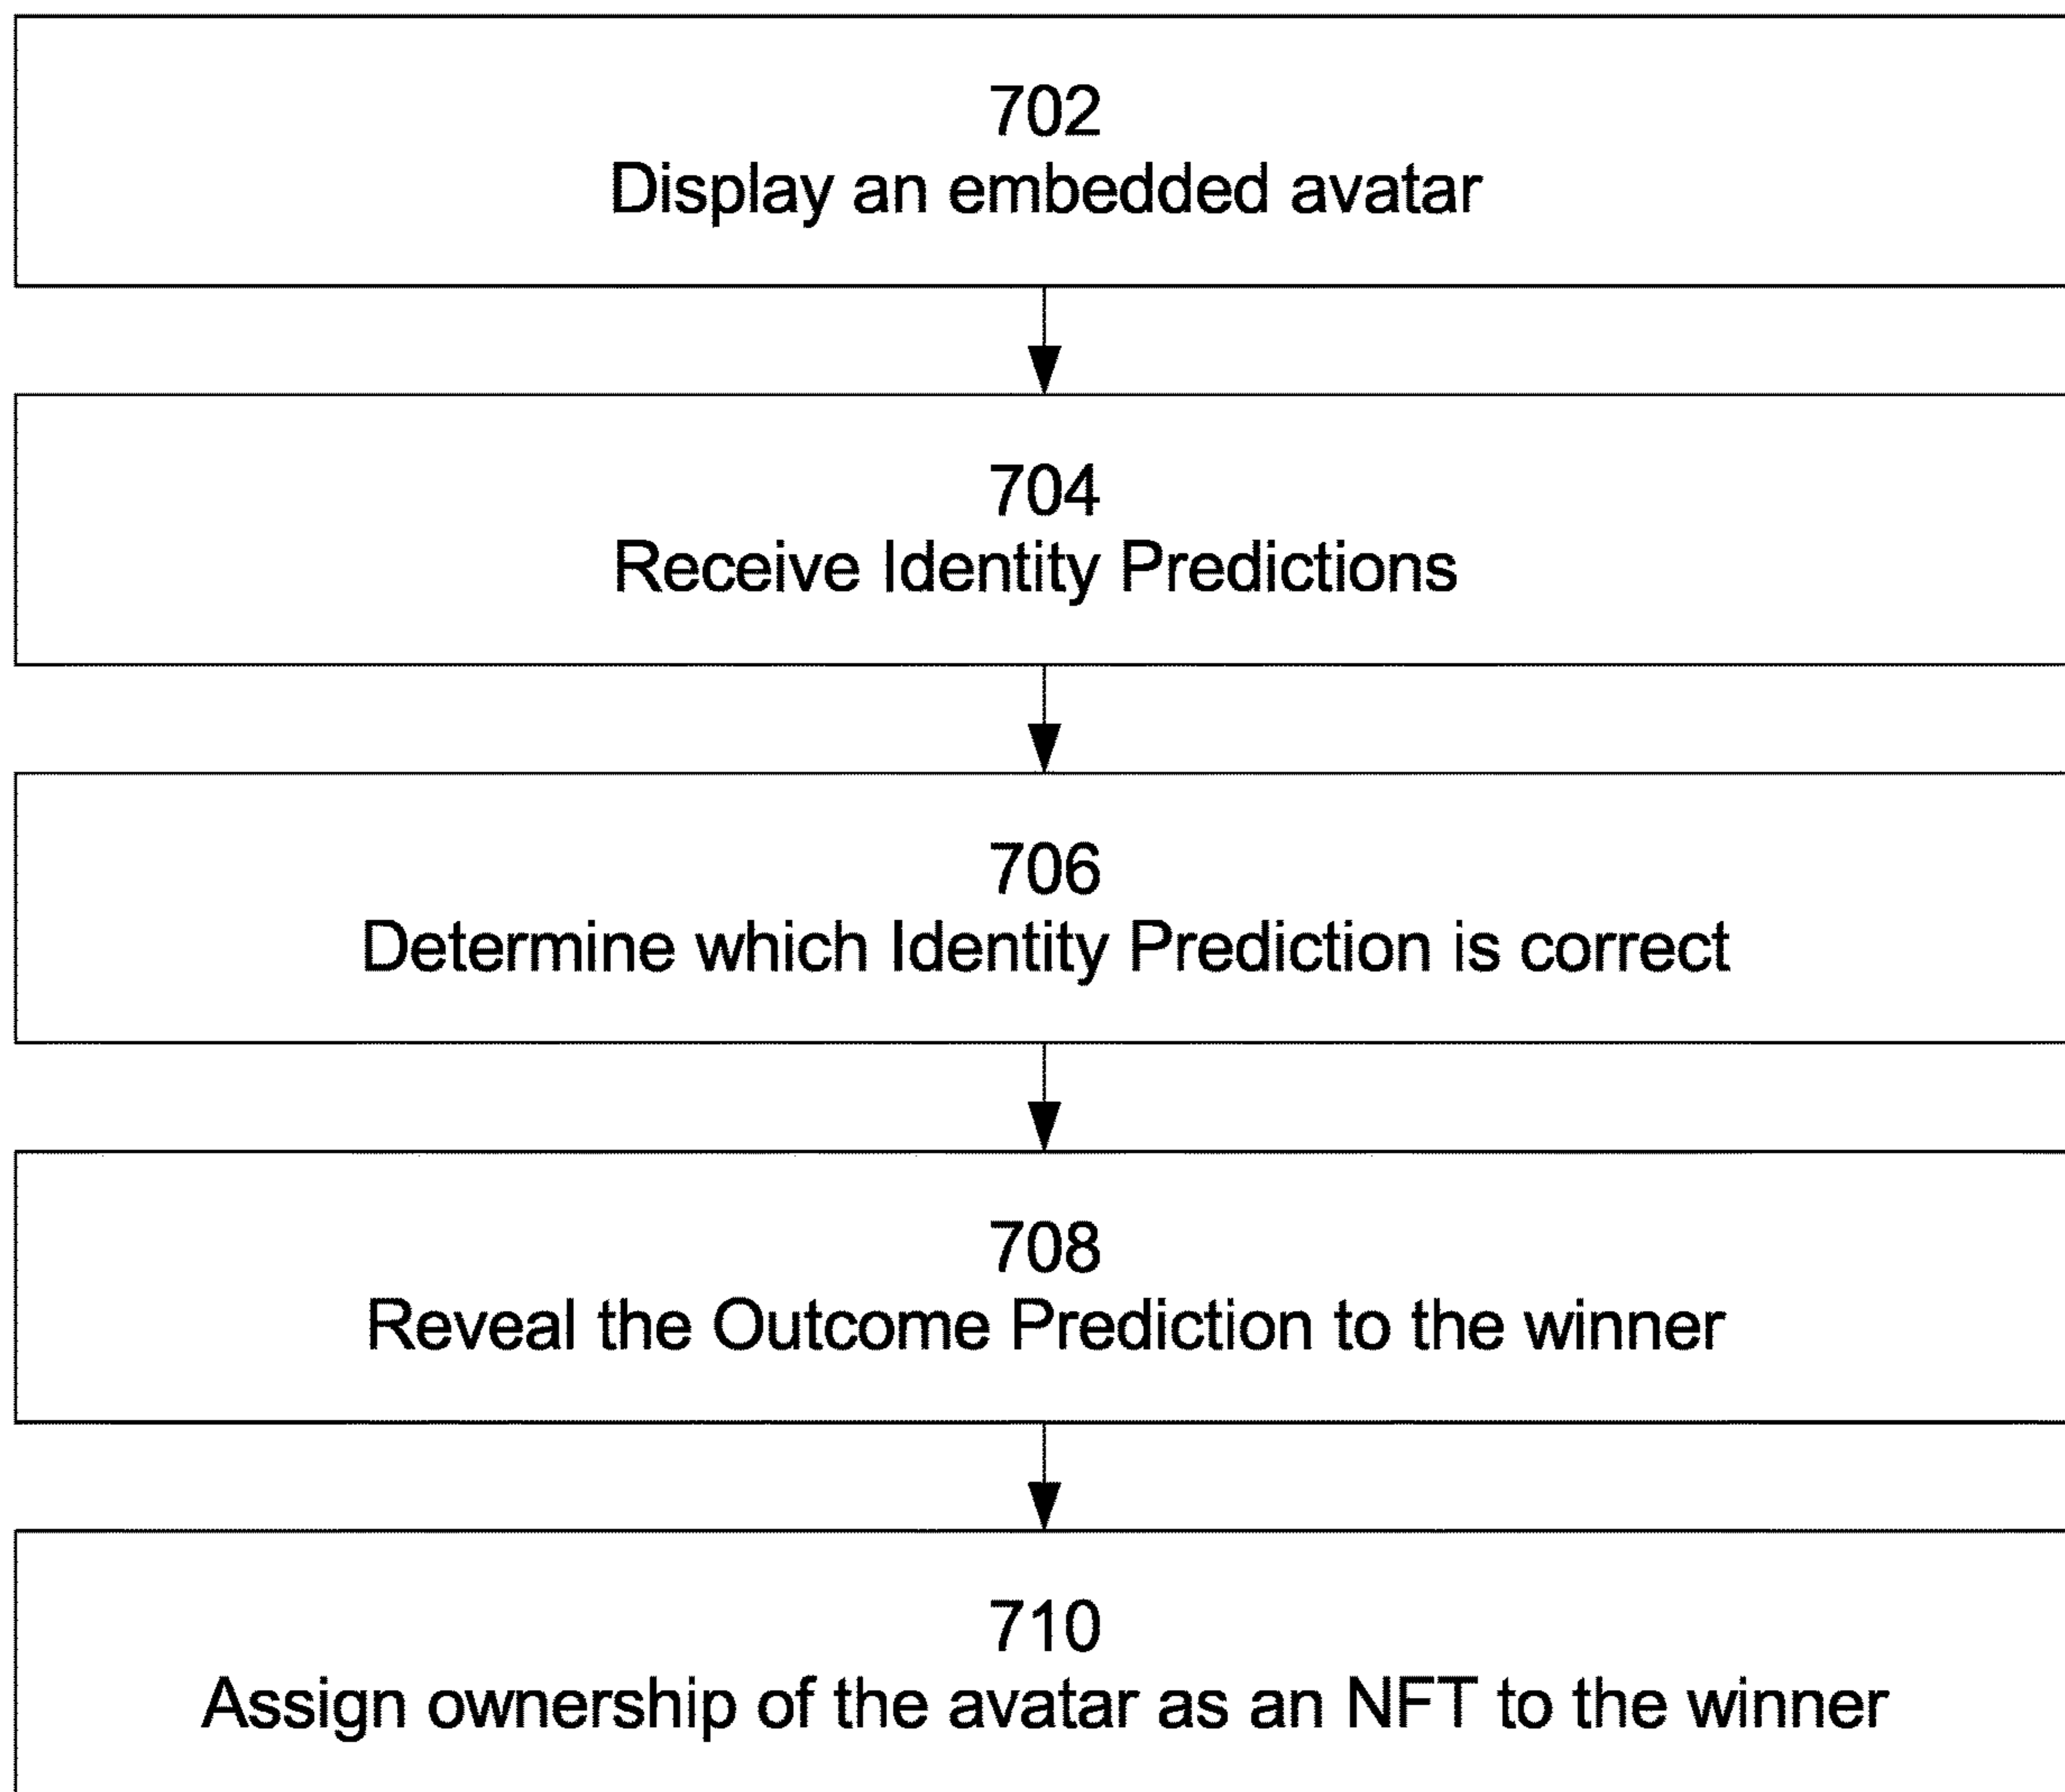 702
Display an embedded avatar
704
Receive Identity Predictions
706
Determine which Identity Prediction is correct
708
Reveal the Outcome Prediction to the winner
710
Assign ownership of the avatar as an NFT to the winner